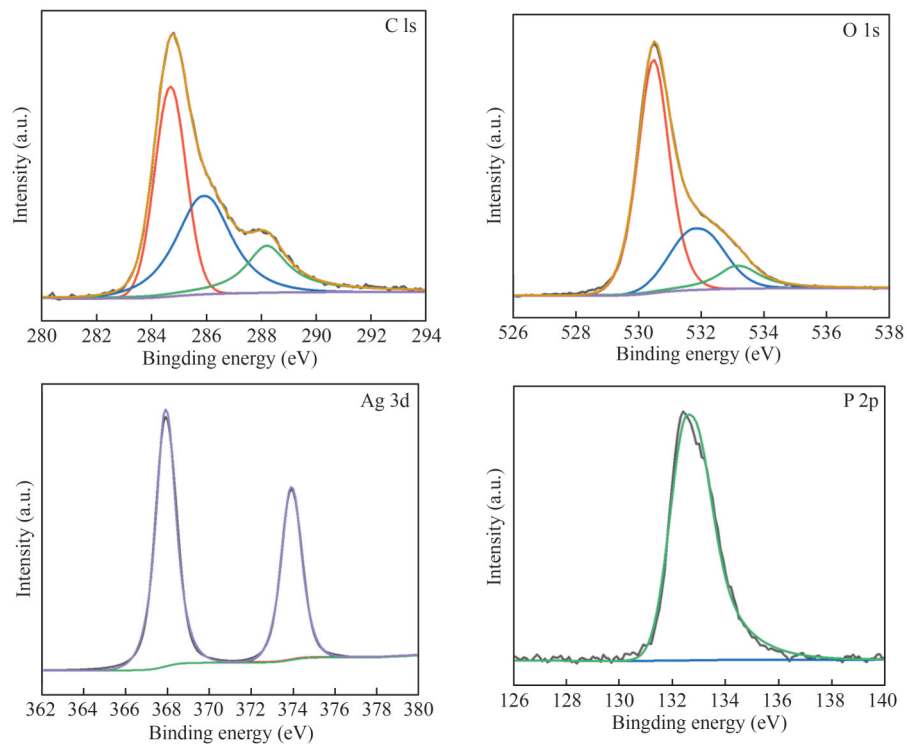 C ls
Intensity (a.u.)
280 282 284 286 288 290 292 294
Bingding energy (eV)
O 1s
Intensity (a.u.)
526 528 530 532 534 536 538
Binding energy (eV)
Ag 3d
Intensity (a.u.)
362 364 366 368 370 372 374 376 378 380
Binding energy (eV)
P 2p
Intensity (a.u.)
126 128 130 132 134 136 138 140
Bingding energy (eV)